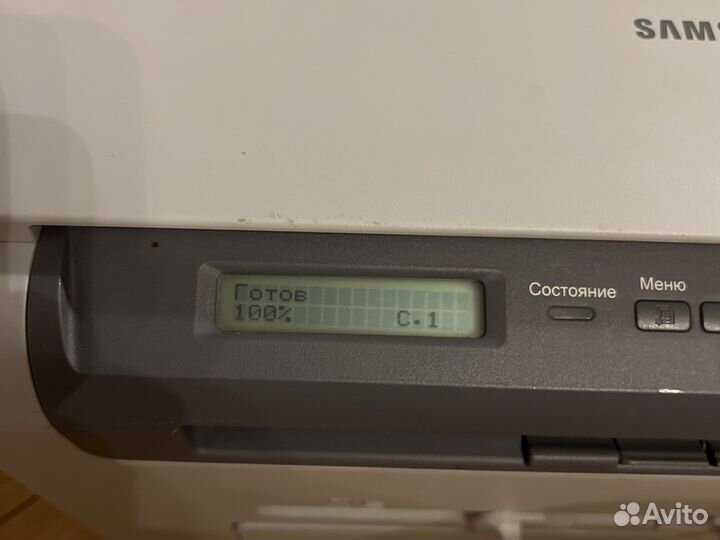 SAMS
Готов
100% С.1
Состояние
Меню
Avito